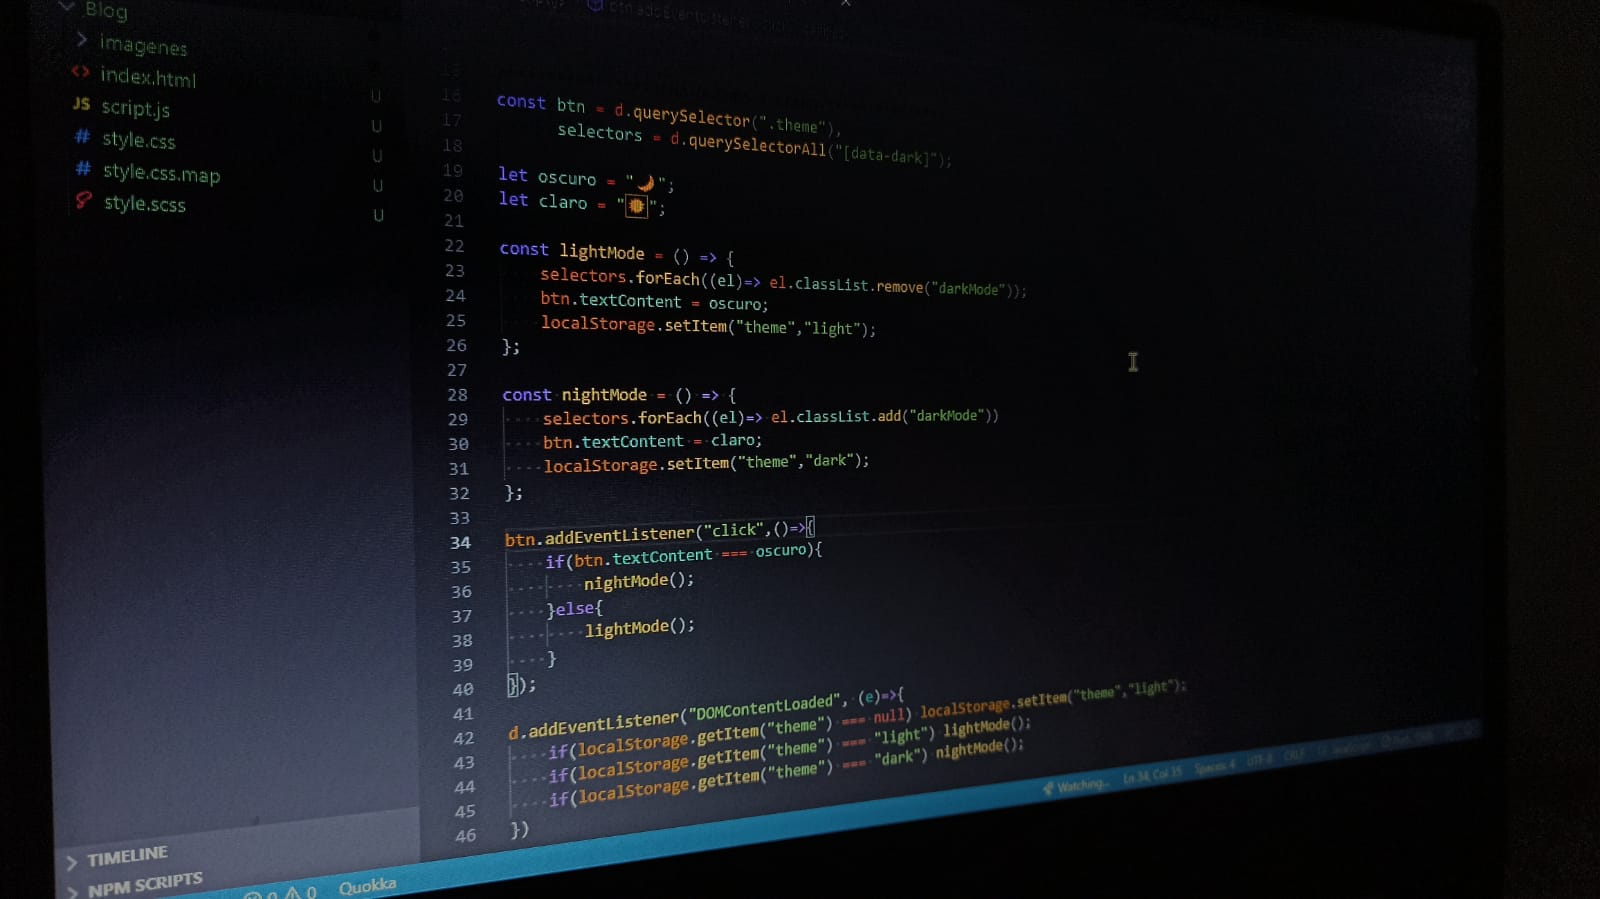 Blog
imagenes
index.html
JS script.js U
# style.css U
# style.css.map U
style.scss U
U
TIMELINE
NPM SCRIPTS
btn.addEventListener
15
16 const btn = d.querySelector(".theme"),
17 selectors = d.querySelectorAll("[data-dark]");
18
19 let oscuro = "🌙";
20 let claro = "☀️";
21
22 const lightMode = () => {
23 selectors.forEach((el)=> el.classList.remove("darkMode"));
24 btn.textContent = oscuro;
25 localStorage.setItem("theme","light");
26 };
27
28 const nightMode = () => {
29 selectors.forEach((el)=> el.classList.add("darkMode"))
30 btn.textContent = claro;
31 localStorage.setItem("theme","dark");
32 };
33
34 btn.addEventListener("click",()=>{
35 if(btn.textContent === oscuro){
36 nightMode();
37 }else{
38 lightMode();
39 }
40 });
41
42 d.addEventListener("DOMContentLoaded", (e)=>{
43 if(localStorage.getItem("theme") === null) localStorage.setItem("theme","light");
44 if(localStorage.getItem("theme") === "light") lightMode();
45 if(localStorage.getItem("theme") === "dark") nightMode();
46 })
0 0 Quokka Watching... Ln 34, Col 35 Spaces: 4 UTF-8 CRLF